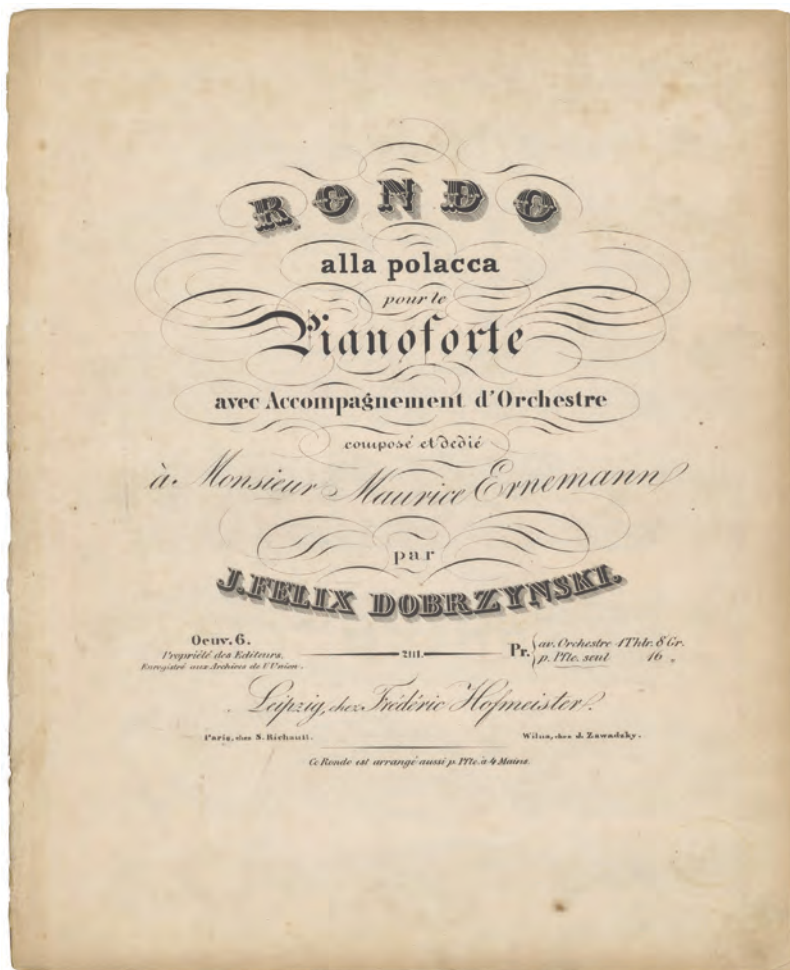 RONDO
alla polacca
pour le
Pianoforte
avec Accompagnement d'Orchestre
composé et dedié
à Monsieur Maurice Ernemann
par
J. FELIX DOBRZYNSKI.
Oeuv. 6.
Propriété des Editeurs.
Enregistré aux Archives de l'Union.
2111.
Pr. { av. Orchestre 1 Thlr. 8 Gr.
p. Pfte. seul 16 "
Leipzig, chez Frédéric Hofmeister.
Paris, chez S. Richault.
Wilna, chez J. Zawadzky.
Ce Rondo est arrangé aussi p. Pfte. à 4 Mains.